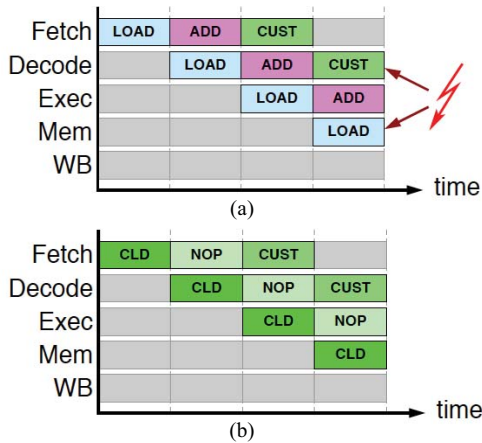 Fetch LOAD ADD CUST
Decode LOAD ADD CUST
Exec LOAD ADD
Mem LOAD
WB
time
(a)
Fetch CLD NOP CUST
Decode CLD NOP CUST
Exec CLD NOP
Mem CLD
WB
time
(b)